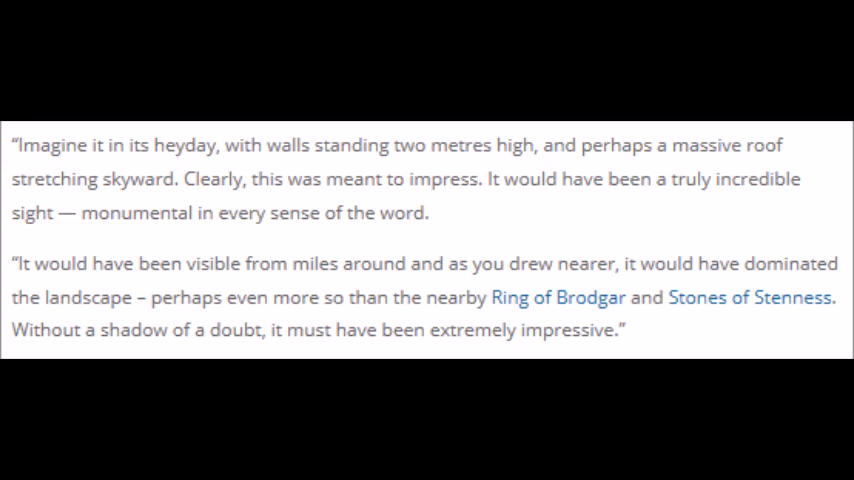 “Imagine it in its heyday, with walls standing two metres high, and perhaps a massive roof
stretching skyward. Clearly, this was meant to impress. It would have been a truly incredible
sight — monumental in every sense of the word.
“It would have been visible from miles around and as you drew nearer, it would have dominated
the landscape – perhaps even more so than the nearby Ring of Brodgar and Stones of Stenness.
Without a shadow of a doubt, it must have been extremely impressive.”